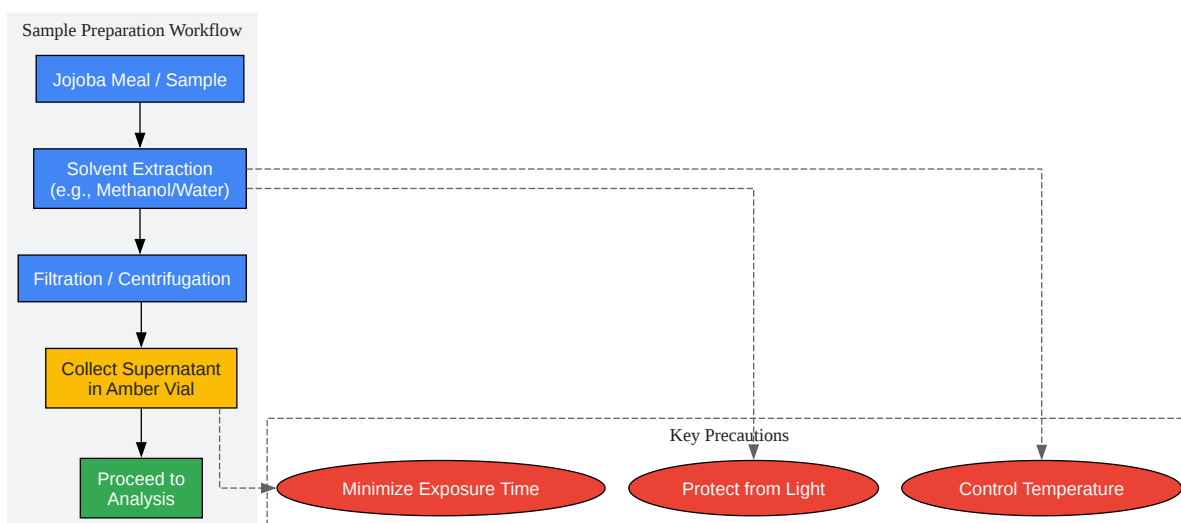 Sample Preparation Workflow
Jojoba Meal / Sample
Solvent Extraction
(e.g., Methanol/Water)
Filtration / Centrifugation
Collect Supernatant
in Amber Vial
Proceed to
Analysis
Key Precautions
Minimize Exposure Time
Protect from Light
Control Temperature